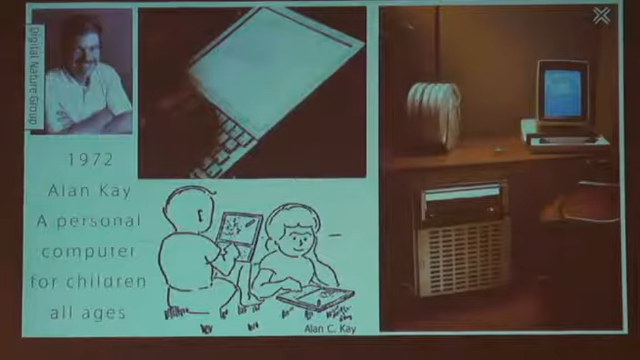 Digital Nature Group
1972
Alan Kay
A personal
computer
for children
all ages
Alan C. Kay